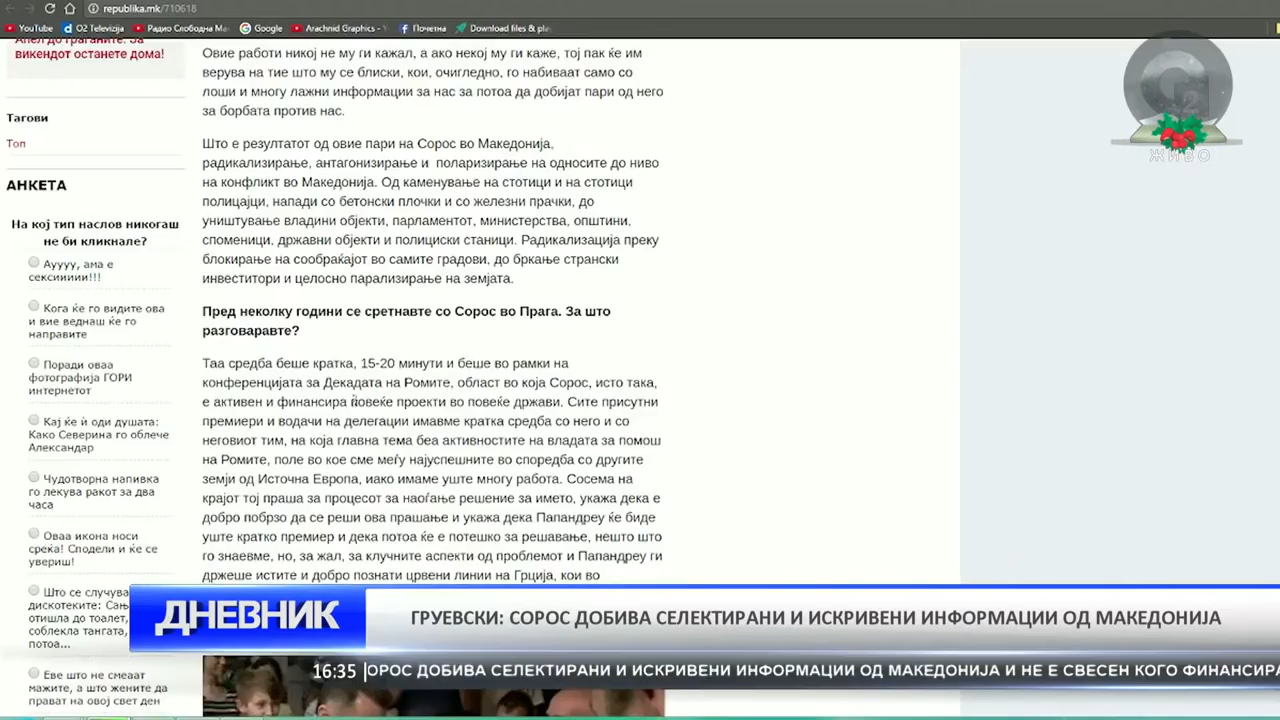 republika.mk/710618
YouTube
O2 Televizija
Радио Слободна Ма
Google
Arachnid Graphics -
Почетна
Download files & pla
Апел до граѓаните: За
викендот останете дома!
Тагови
Топ
АНКЕТА
На кој тип наслов никогаш
не би кликнале?
Ауууу, ама е
сексииииии!!!
Кога ќе го видите ова
и вие веднаш ќе го
направите
Поради оваа
фотографија ГОРИ
интернетот
Кај ќе ѝ оди душата:
Како Северина го облече
Александар
Чудотворна напивка
го лекува ракот за два
часа
Оваа икона носи
среќа! Сподели и ќе се
увериш!
Што се случува
дискотеките: Сањ
отишла до тоалет,
соблекла тангата,
потоа...
Еве што не смеат
мажите, а што жените да
прават на овој свет ден
Овие работи никој не му ги кажал, а ако некој му ги каже, тој пак ќе им
верува на тие што му се блиски, кои, очигледно, го набиваат само со
лоши и многу лажни информации за нас за потоа да добијат пари од него
за борбата против нас.
Што е резултатот од овие пари на Сорос во Македонија,
радикализирање, антагонизирање и поларизирање на односите до ниво
на конфликт во Македонија. Од каменување на стотици и на стотици
полицајци, напади со бетонски плочки и со железни прачки, до
уништување владини објекти, парламентот, министерства, општини,
споменици, државни објекти и полициски станици. Радикализација преку
блокирање на сообраќајот во самите градови, до бркање странски
инвеститори и целосно парализирање на земјата.
Пред неколку години се сретнавте со Сорос во Прага. За што
разговаравте?
Таа средба беше кратка, 15-20 минути и беше во рамки на
конференцијата за Декадата на Ромите, област во која Сорос, исто така,
е активен и финансира повеќе проекти во повеќе држави. Сите присутни
премиери и водачи на делегации имавме кратка средба со него и со
неговиот тим, на која главна тема беа активностите на владата за помош
на Ромите, поле во кое сме меѓу најуспешните во споредба со другите
земји од Источна Европа, иако имаме уште многу работа. Сосема на
крајот тој праша за процесот за наоѓање решение за името, укажа дека е
добро побрзо да се реши ова прашање и укажа дека Папандреу ќе биде
уште кратко премиер и дека потоа ќе е потешко за решавање, нешто што
го знаевме, но, за жал, за клучните аспекти од проблемот и Папандреу ги
држеше истите и добро познати црвени линии на Грција, кои во
ЖИВО
ДНЕВНИК
ГРУЕВСКИ: СОРОС ДОБИВА СЕЛЕКТИРАНИ И ИСКРИВЕНИ ИНФОРМАЦИИ ОД МАКЕДОНИЈА
16:35 ОРОС ДОБИВА СЕЛЕКТИРАНИ И ИСКРИВЕНИ ИНФОРМАЦИИ ОД МАКЕДОНИЈА И НЕ Е СВЕСЕН КОГО ФИНАНСИРА